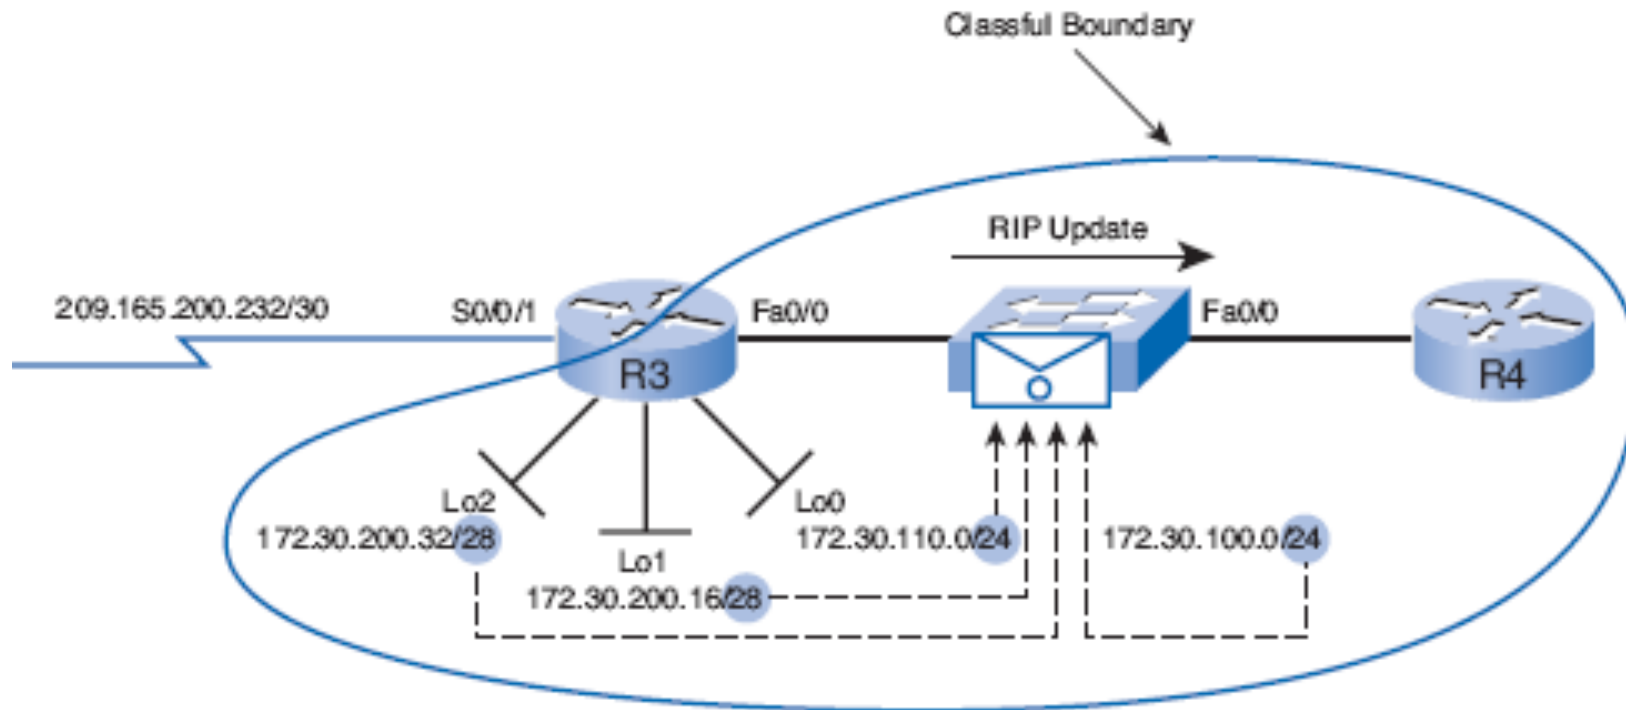 Classful Boundary
RIP Update
209.165.200.232/30
S0/0/1
Fa0/0
Fa0/0
R3
R4
Lo2
172.30.200.32/28
Lo1
172.30.200.16/28
Lo0
172.30.110.0/24
172.30.100.0/24